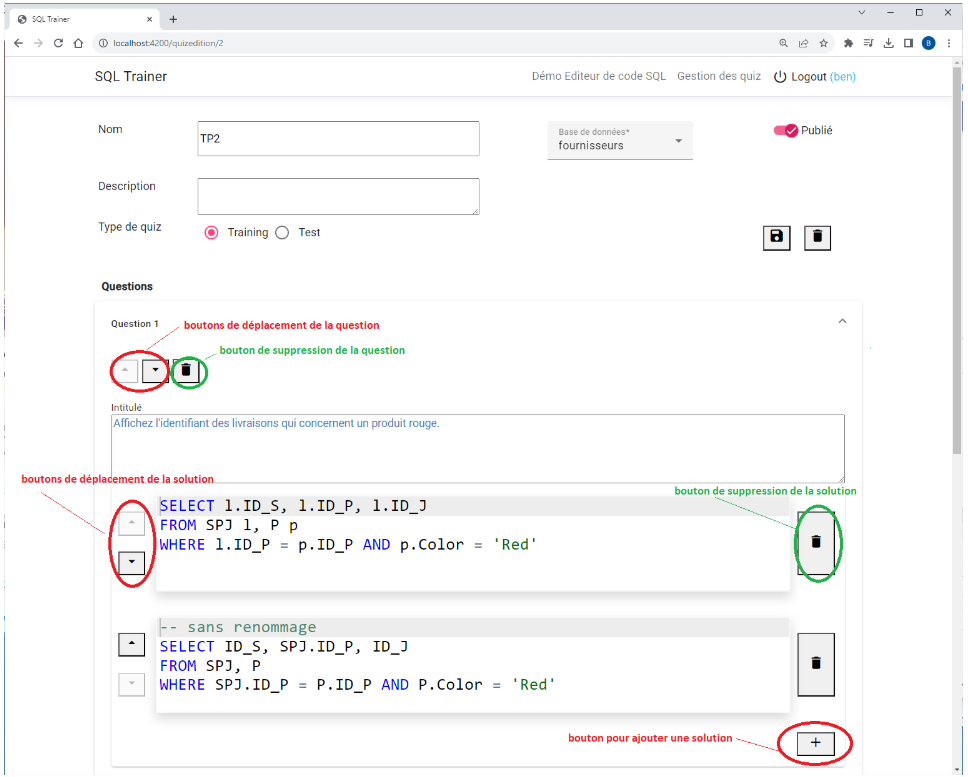 SQL Trainer
localhost:4200/quizedition/2
B
SQL Trainer
Démo Editeur de code SQL Gestion des quiz Logout (ben)
Nom
TP2
Base de données*
fournisseurs
Publié
Description
Type de quiz
Training Test
Questions
Question 1
boutons de déplacement de la question
bouton de suppression de la question
Intitulé
Affichez l'identifiant des livraisons qui concernent un produit rouge.
boutons de déplacement de la solution
bouton de suppression de la solution
SELECT l.ID_S, l.ID_P, l.ID_J
FROM SPJ l, P p
WHERE l.ID_P = p.ID_P AND p.Color = 'Red'
-- sans renommage
SELECT ID_S, SPJ.ID_P, ID_J
FROM SPJ, P
WHERE SPJ.ID_P = P.ID_P AND P.Color = 'Red'
bouton pour ajouter une solution